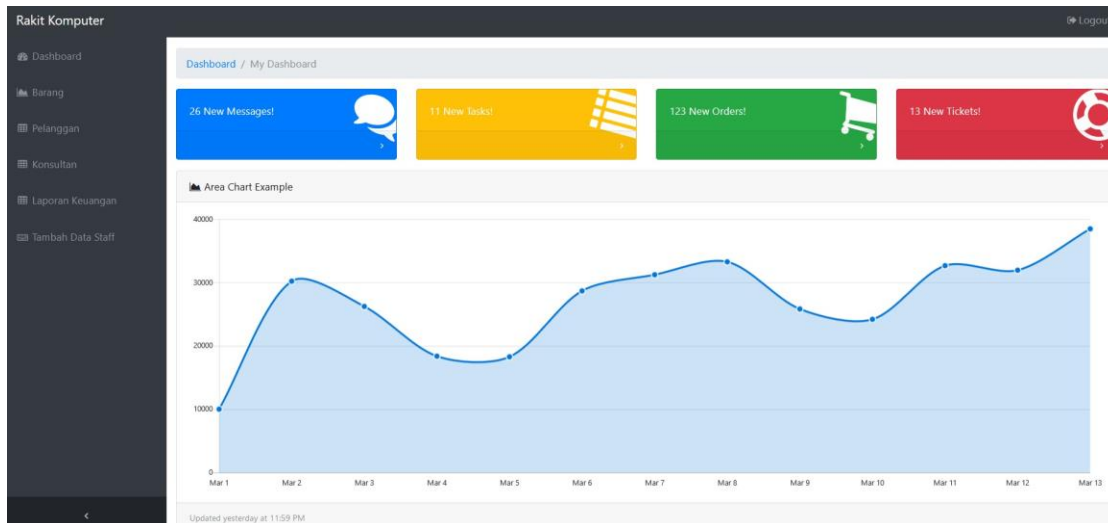 Rakit Komputer
Dashboard
Barang
Pelanggan
Konsultan
Laporan Keuangan
Tambah Data Staff
Dashboard / My Dashboard
26 New Messages!
11 New Tasks!
123 New Orders!
13 New Tickets!
Area Chart Example
40000
30000
20000
10000
0
Mar 1 Mar 2 Mar 3 Mar 4 Mar 5 Mar 6 Mar 7 Mar 8 Mar 9 Mar 10 Mar 11 Mar 12 Mar 13
Updated yesterday at 11:59 PM